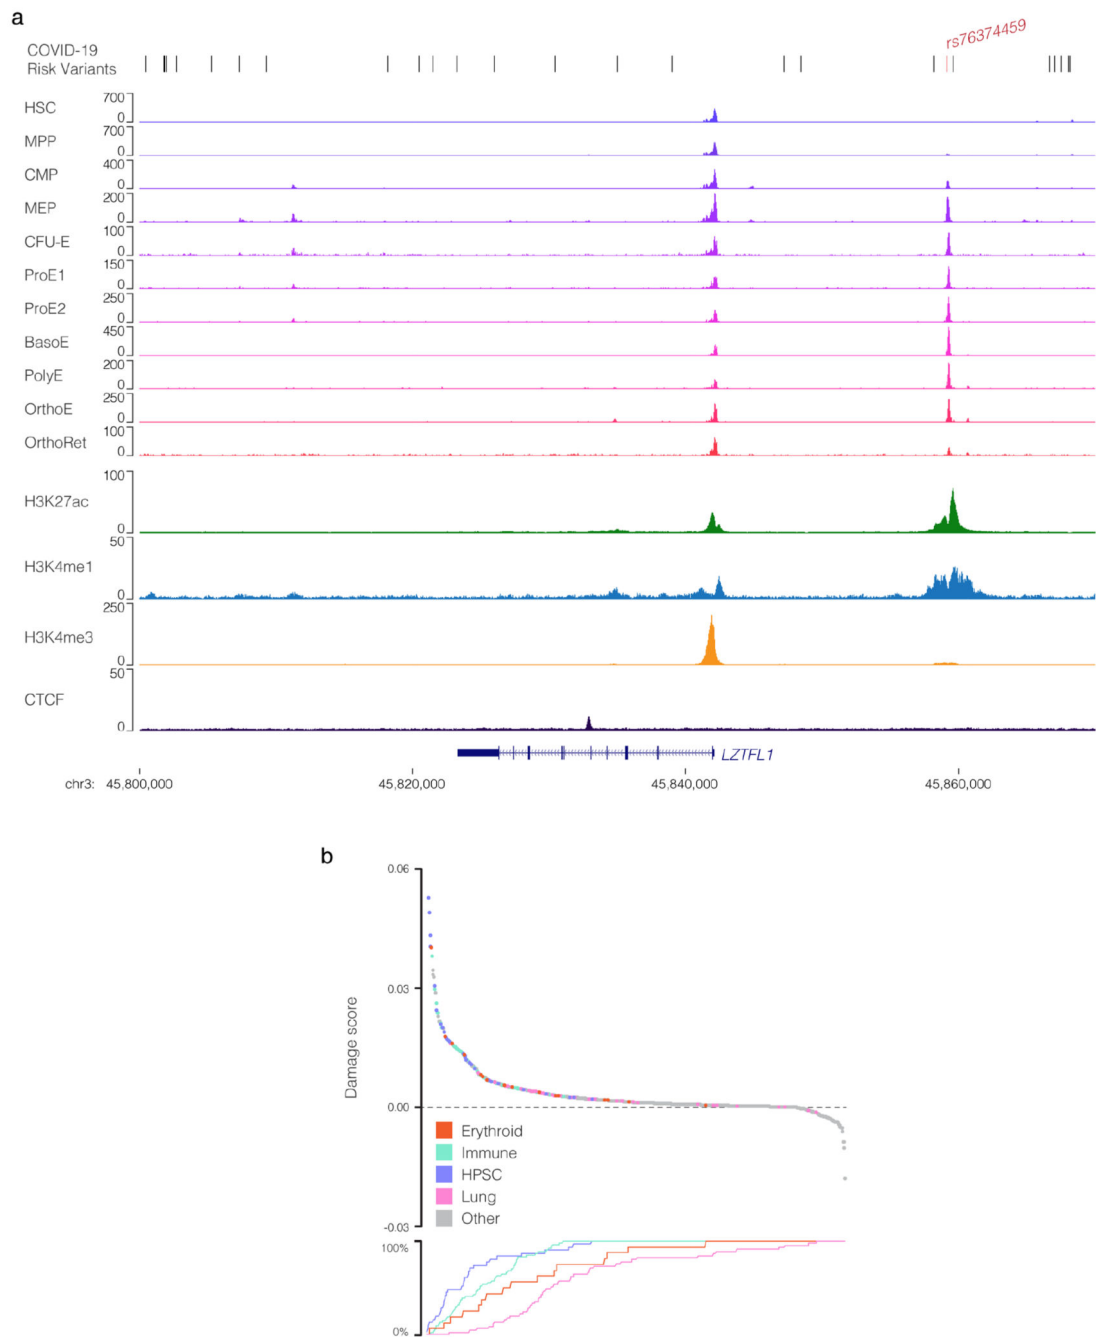 a
COVID-19
Risk Variants
rs76374459
HSC
700
0
MPP
700
0
CMP
400
0
MEP
200
0
CFU-E
100
0
ProE1
150
0
ProE2
250
0
BasoE
450
0
PolyE
200
0
OrthoE
250
0
OrthoRet
100
0
H3K27ac
100
0
H3K4me1
50
0
H3K4me3
250
0
CTCF
50
0
LZTFL1
chr3: 45,800,000 45,820,000 45,840,000 45,860,000
b
0.06
0.03
0.00
-0.03
Damage score
Erythroid
Immune
HPSC
Lung
Other
100%
0%